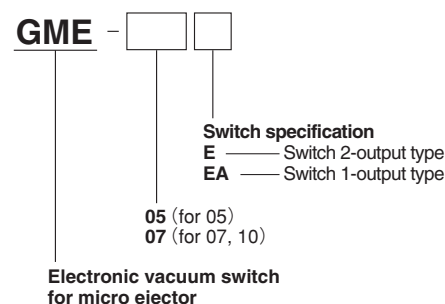 GME -
Switch specification
E Switch 2-output type
EA Switch 1-output type
05 (for 05)
07 (for 07, 10)
Electronic vacuum switch
for micro ejector